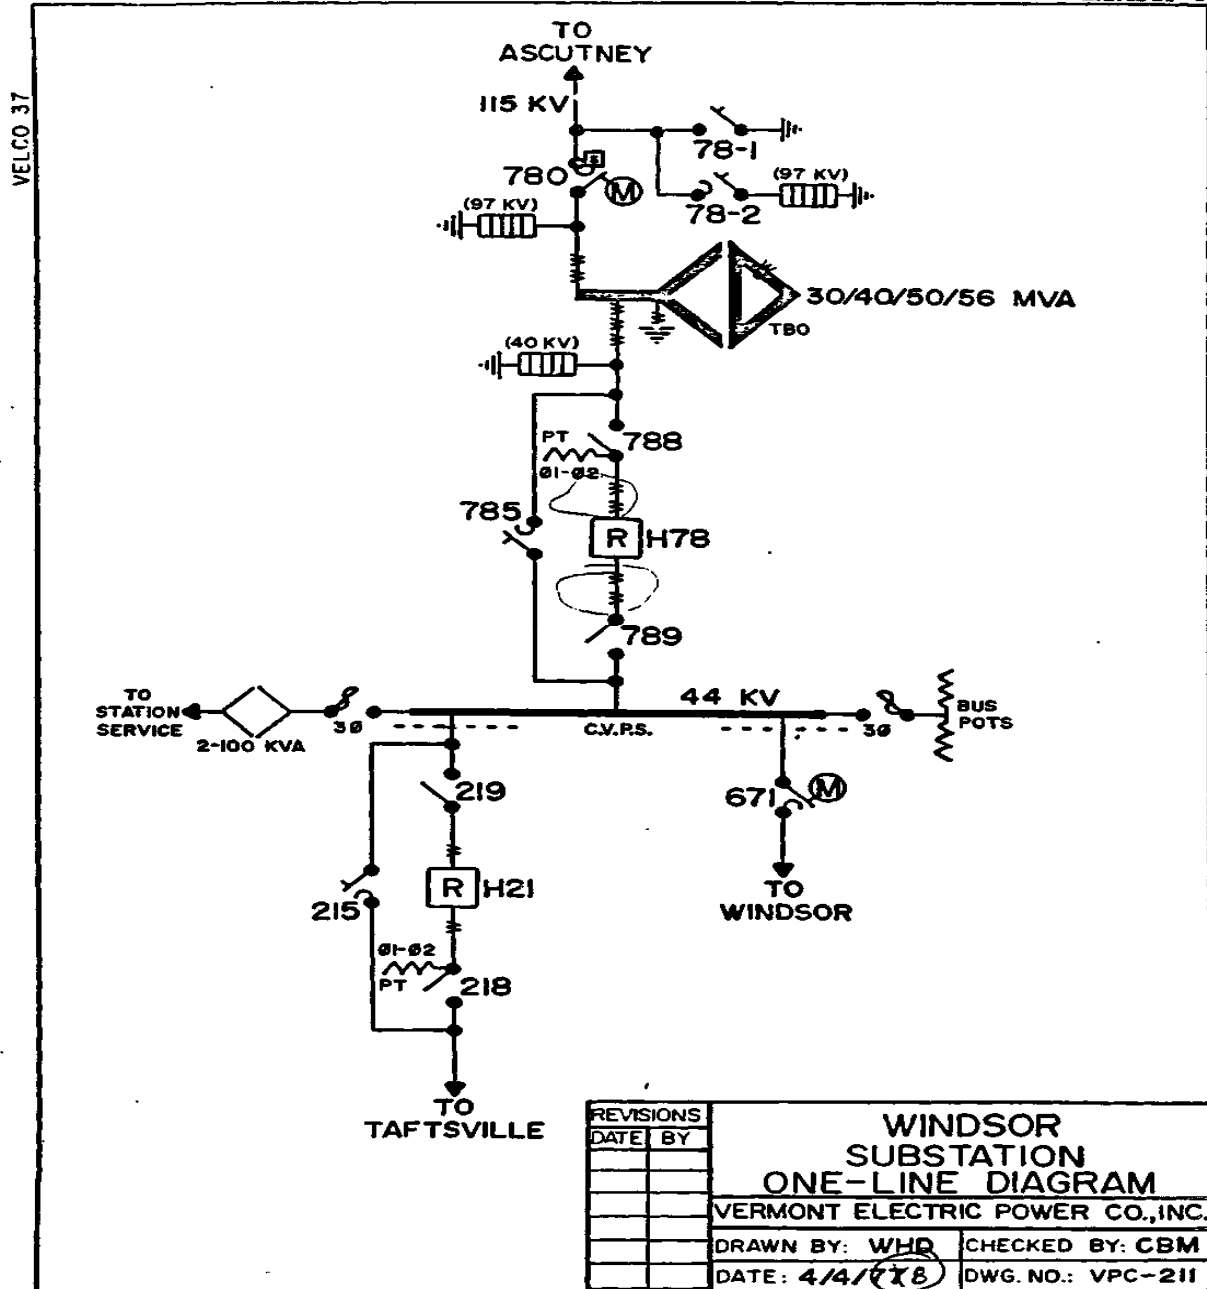 VELCO 37
TO
ASCUTNEY
115 KV
78-1
780
M
(97 KV)
78-2
(97 KV)
30/40/50/56 MVA
TBO
(40 KV)
788
PT
Ø1-Ø2
785
R
H78
789
TO
STATION
SERVICE
2-100 KVA
3Ø
44 KV
C.V.P.S.
3Ø
BUS
POTS
219
671
M
R
H21
215
TO
WINDSOR
Ø1-Ø2
PT
218
TO
TAFTSVILLE
REVISIONS
DATE BY
WINDSOR
SUBSTATION
ONE-LINE DIAGRAM
VERMONT ELECTRIC POWER CO.,INC.
DRAWN BY: WHD
CHECKED BY: CBM
DATE: 4/4/778
DWG. NO.: VPC-211